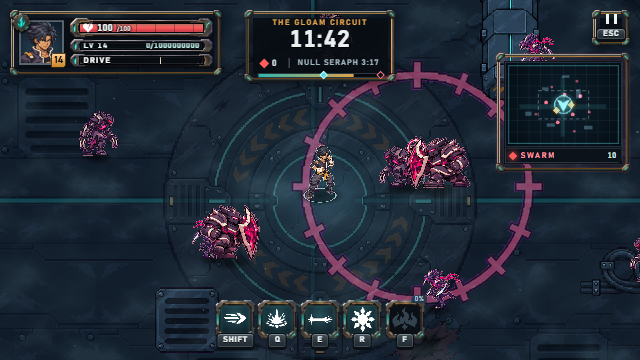 100/100
14
LV 14 0/1000000000
DRIVE
THE GLOAM CIRCUIT
11:42
0 NULL SERAPH 3:17
ESC
SWARM 10
0%
SHIFT Q E R F